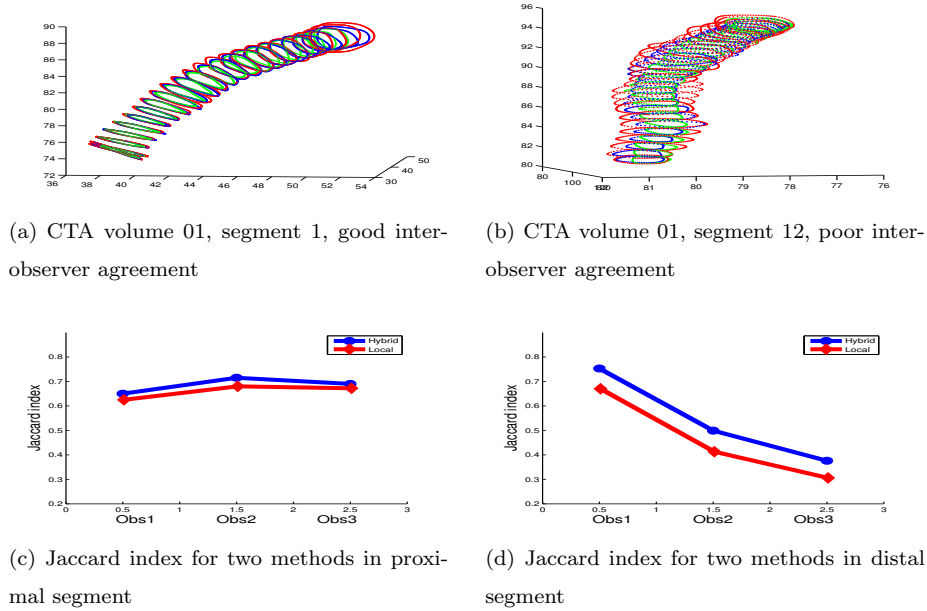 90
88
86
84
82
80
78
76
74
72
36 38 40 42 44 46 48 50 52 54
30
40
50
96
94
92
90
88
86
84
82
80
80
100
81 80 79 78 77 76
(a) CTA volume 01, segment 1, good inter-
observer agreement
(b) CTA volume 01, segment 12, poor inter-
observer agreement
Hybrid
Local
0.8
0.7
0.6
0.5
0.4
0.3
0.2
Jaccard index
0 0.5 1 1.5 2 2.5 3
Obs1 Obs2 Obs3
Hybrid
Local
0.8
0.7
0.6
0.5
0.4
0.3
0.2
Jaccard index
0 0.5 1 1.5 2 2.5 3
Obs1 Obs2 Obs3
(c) Jaccard index for two methods in proxi-
mal segment
(d) Jaccard index for two methods in distal
segment